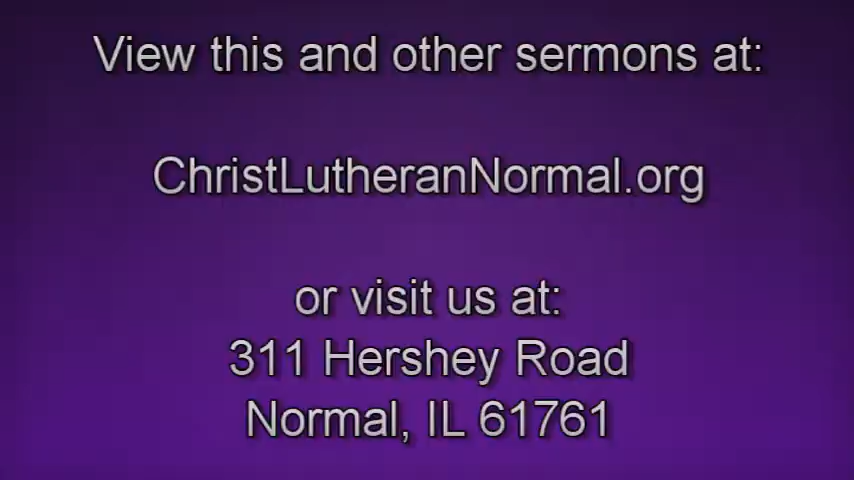 View this and other sermons at:
ChristLutheranNormal.org
or visit us at:
311 Hershey Road
Normal, IL 61761